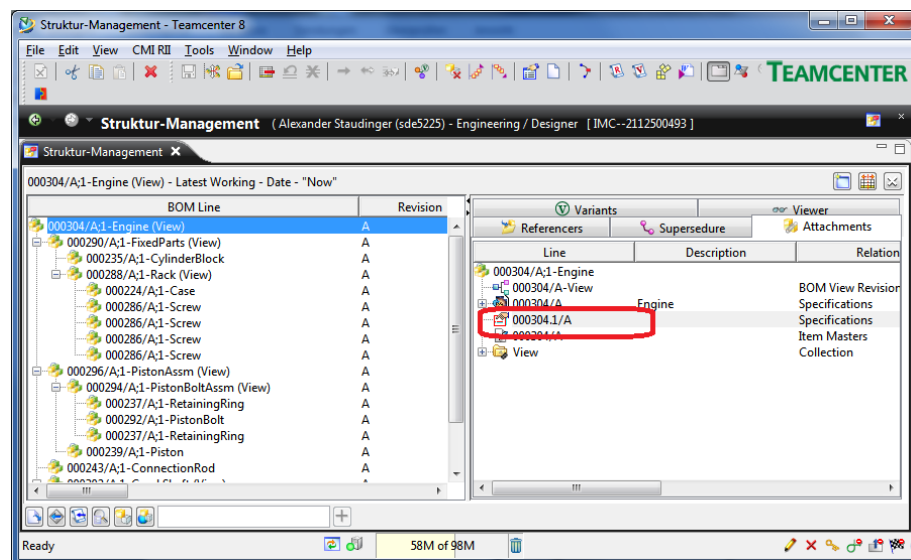 Struktur-Management - Teamcenter 8
File Edit View CMI RII Tools Window Help
TEAMCENTER
Struktur-Management ( Alexander Staudinger (sde5225) - Engineering / Designer [ IMC--2112500493 ]
Struktur-Management
000304/A;1-Engine (View) - Latest Working - Date - "Now"
BOM Line Revision
000304/A;1-Engine (View) A
000290/A;1-FixedParts (View) A
000235/A;1-CylinderBlock A
000288/A;1-Rack (View) A
000224/A;1-Case A
000286/A;1-Screw A
000286/A;1-Screw A
000286/A;1-Screw A
000286/A;1-Screw A
000296/A;1-PistonAssm (View) A
000294/A;1-PistonBoltAssm (View) A
000237/A;1-RetainingRing A
000292/A;1-PistonBolt A
000237/A;1-RetainingRing A
000239/A;1-Piston A
000243/A;1-ConnectionRod A
Variants Viewer
Referencers Supersedure Attachments
Line Description Relation
000304/A;1-Engine
000304/A-View BOM View Revision
000304/A Engine Specifications
000304.1/A Specifications
000304/A Item Masters
View Collection
Ready 58M of 98M